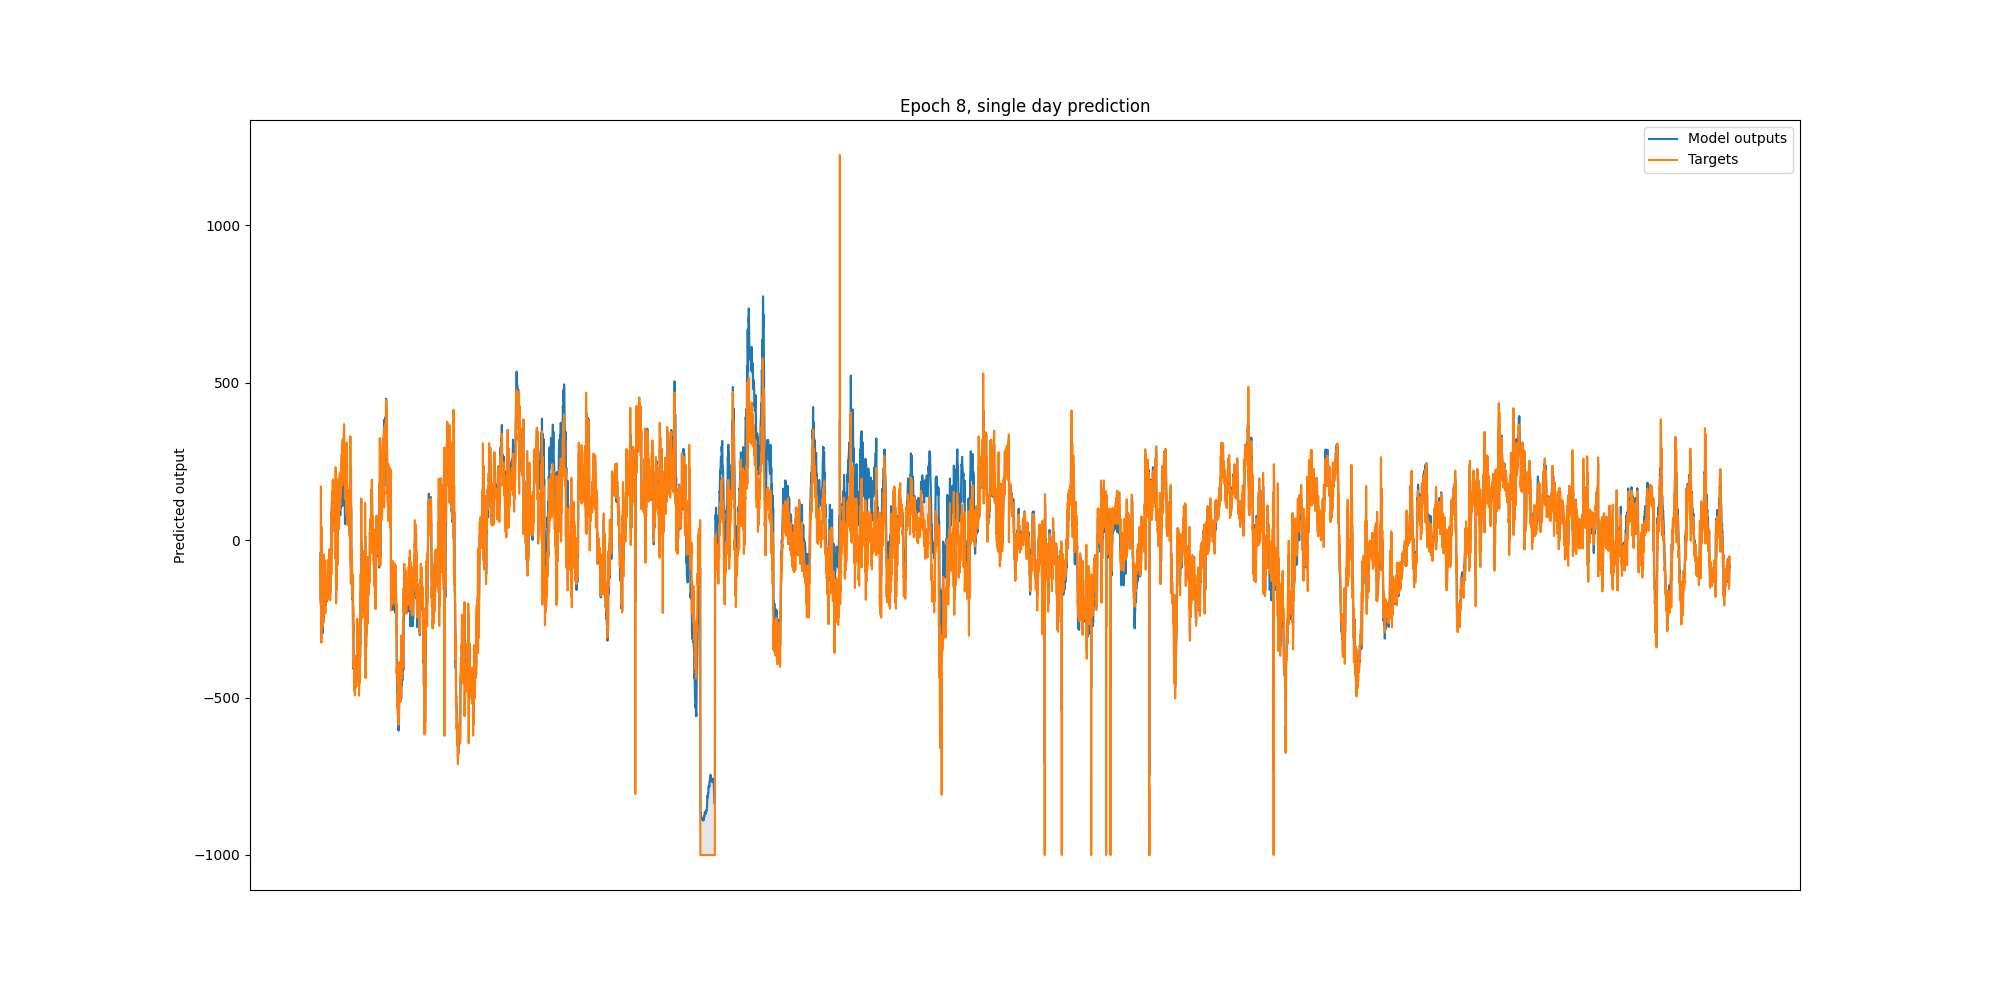 Epoch 8, single day prediction
Model outputs
Targets
1000
500
0
−500
−1000
Predicted output